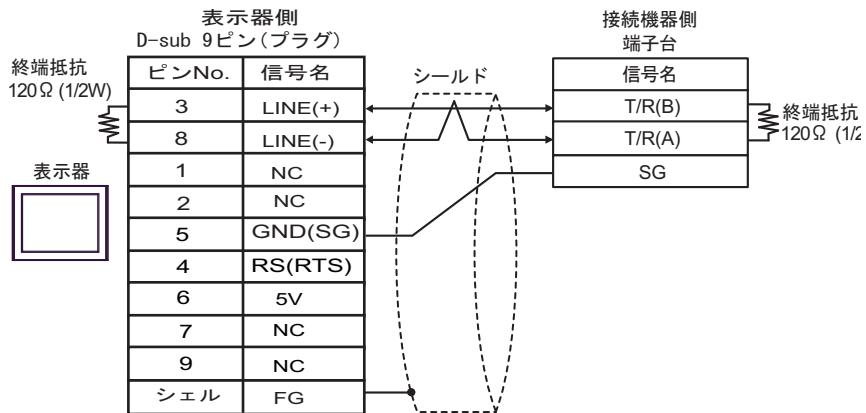 表示器側
D-sub 9ピン(プラグ)
接続機器側
端子台
終端抵抗
120Ω (1/2W)
ピンNo. 信号名
シールド
信号名
3 LINE(+)
T/R(B)
8 LINE(-)
T/R(A)
終端抵抗
120Ω (1/2
表示器
1 NC
SG
2 NC
5 GND(SG)
4 RS(RTS)
6 5V
7 NC
9 NC
シェル FG